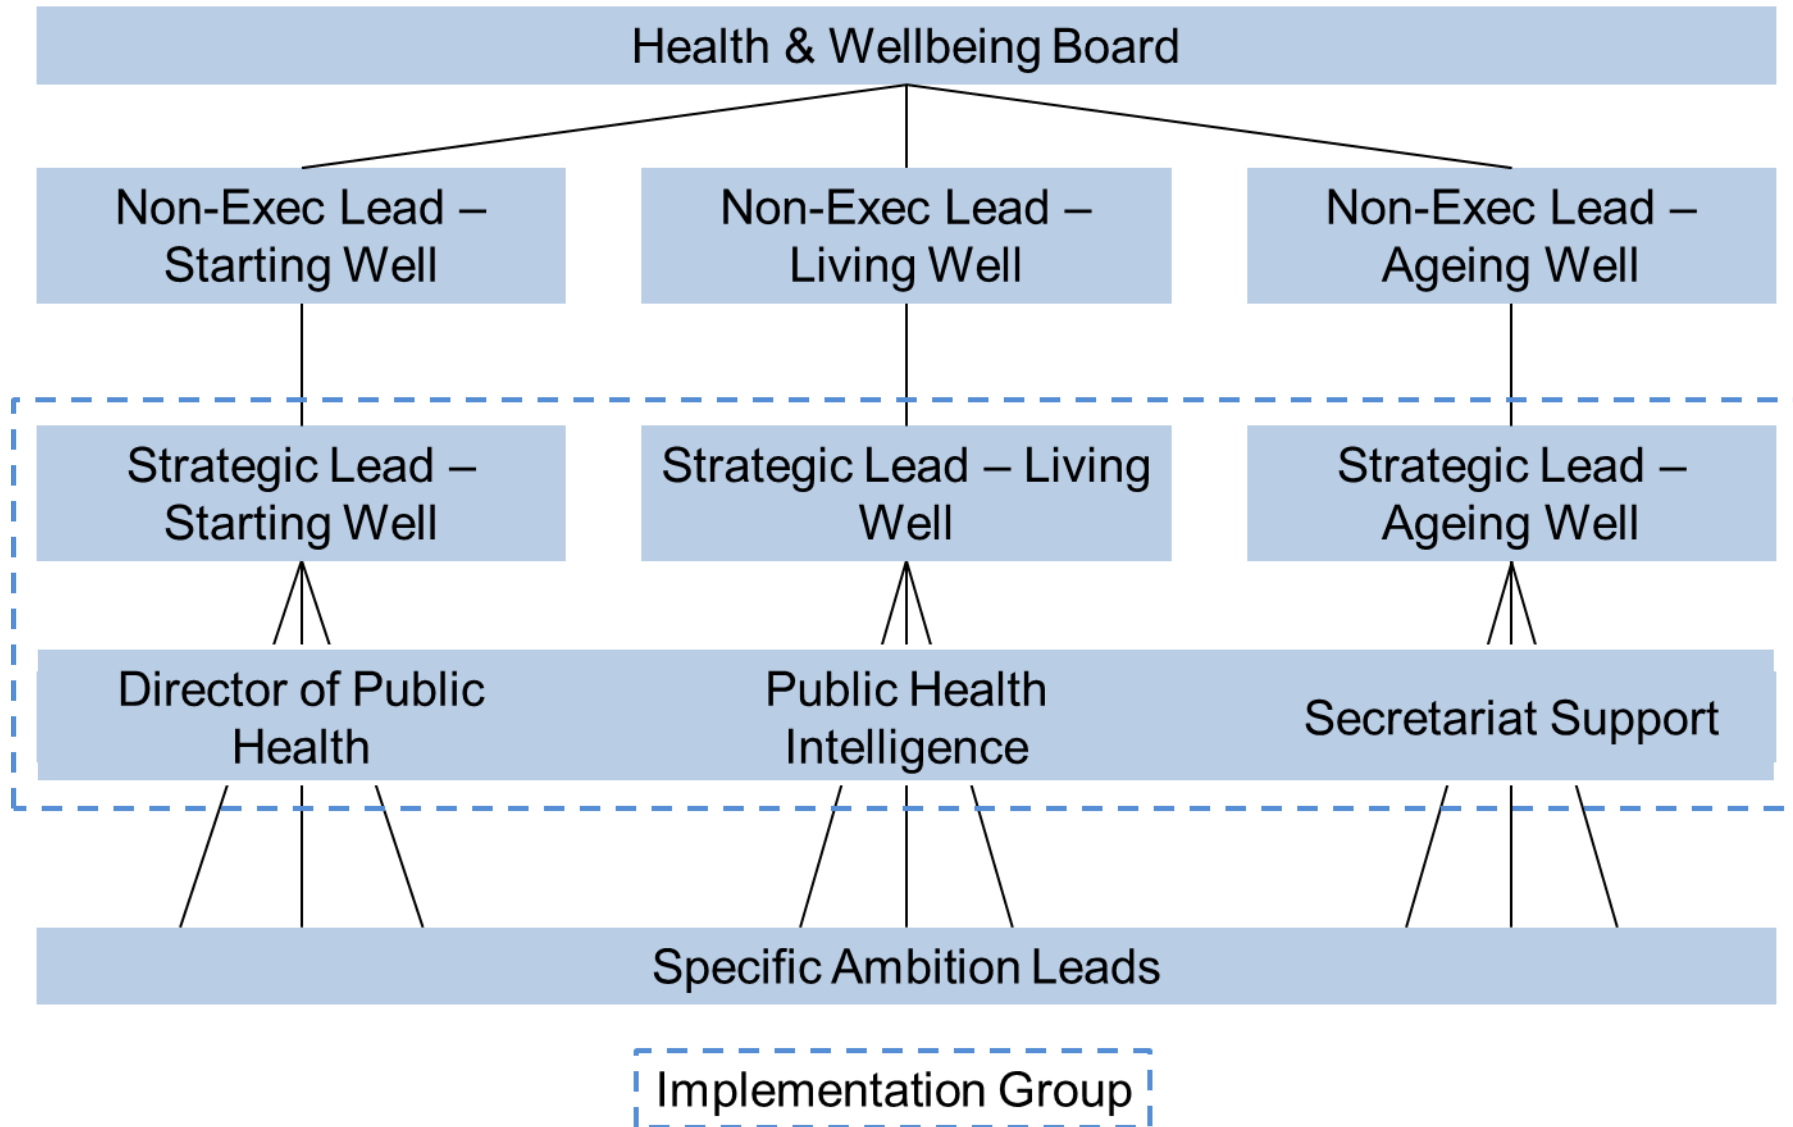 Health & Wellbeing Board
Non-Exec Lead –
Starting Well
Non-Exec Lead –
Living Well
Non-Exec Lead –
Ageing Well
Strategic Lead –
Starting Well
Strategic Lead – Living
Well
Strategic Lead –
Ageing Well
Director of Public
Health
Public Health
Intelligence
Secretariat Support
Specific Ambition Leads
Implementation Group